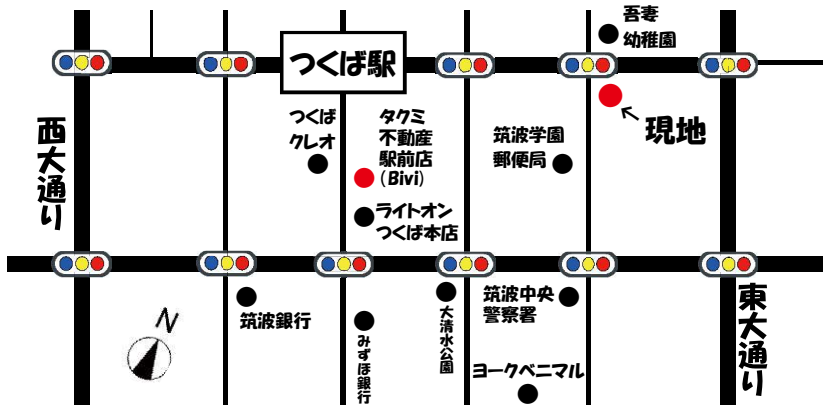 吾妻
幼稚園
つくば駅
現地
つくば
クレオ
タクミ
不動産
駅前店
(Bivi)
筑波学園
郵便局
西大通り
ライトオン
つくば本店
筑波銀行
みずほ銀行
大清水公園
筑波中央
警察署
ヨークベニマル
東大通り
N